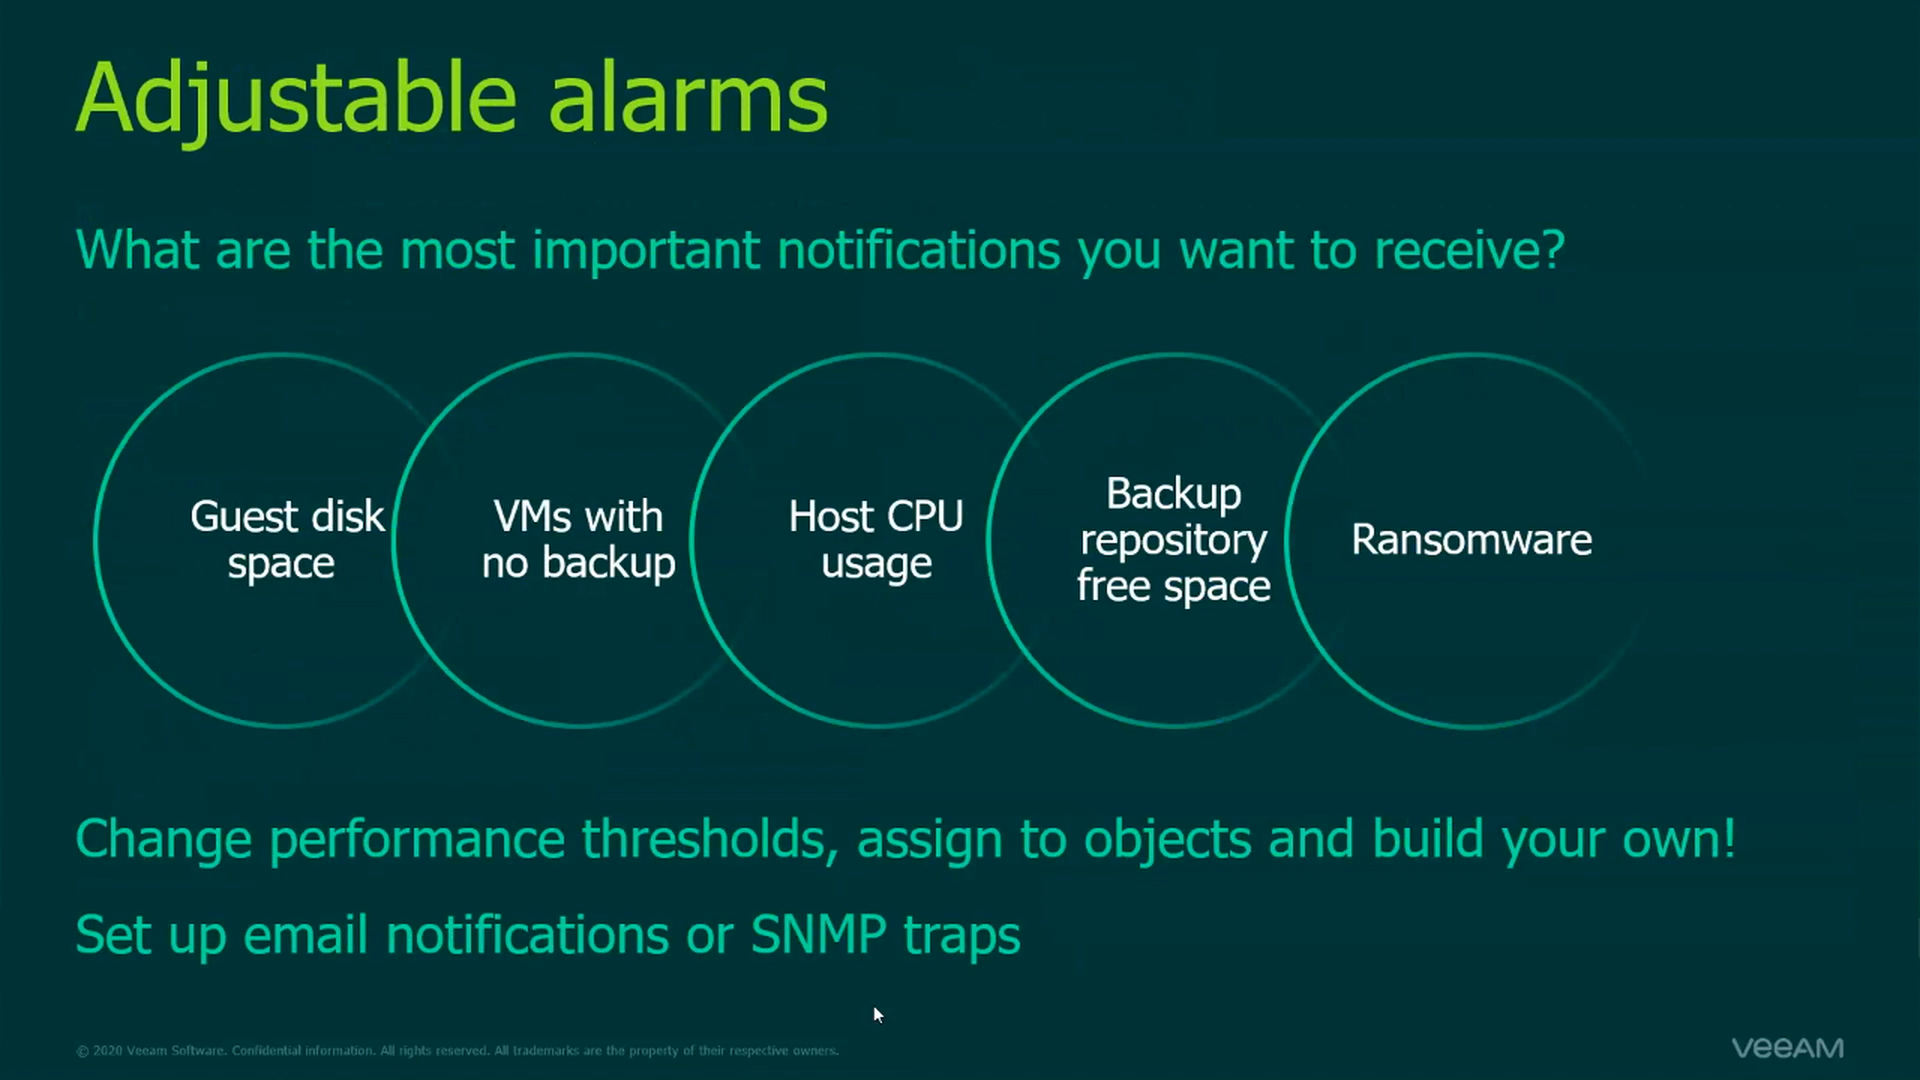 Adjustable alarms
What are the most important notifications you want to receive?
Guest disk
space
VMs with
no backup
Host CPU
usage
Backup
repository
free space
Ransomware
Change performance thresholds, assign to objects and build your own!
Set up email notifications or SNMP traps
© 2020 Veeam Software. Confidential information. All rights reserved. All trademarks are the property of their respective owners.
veeAM